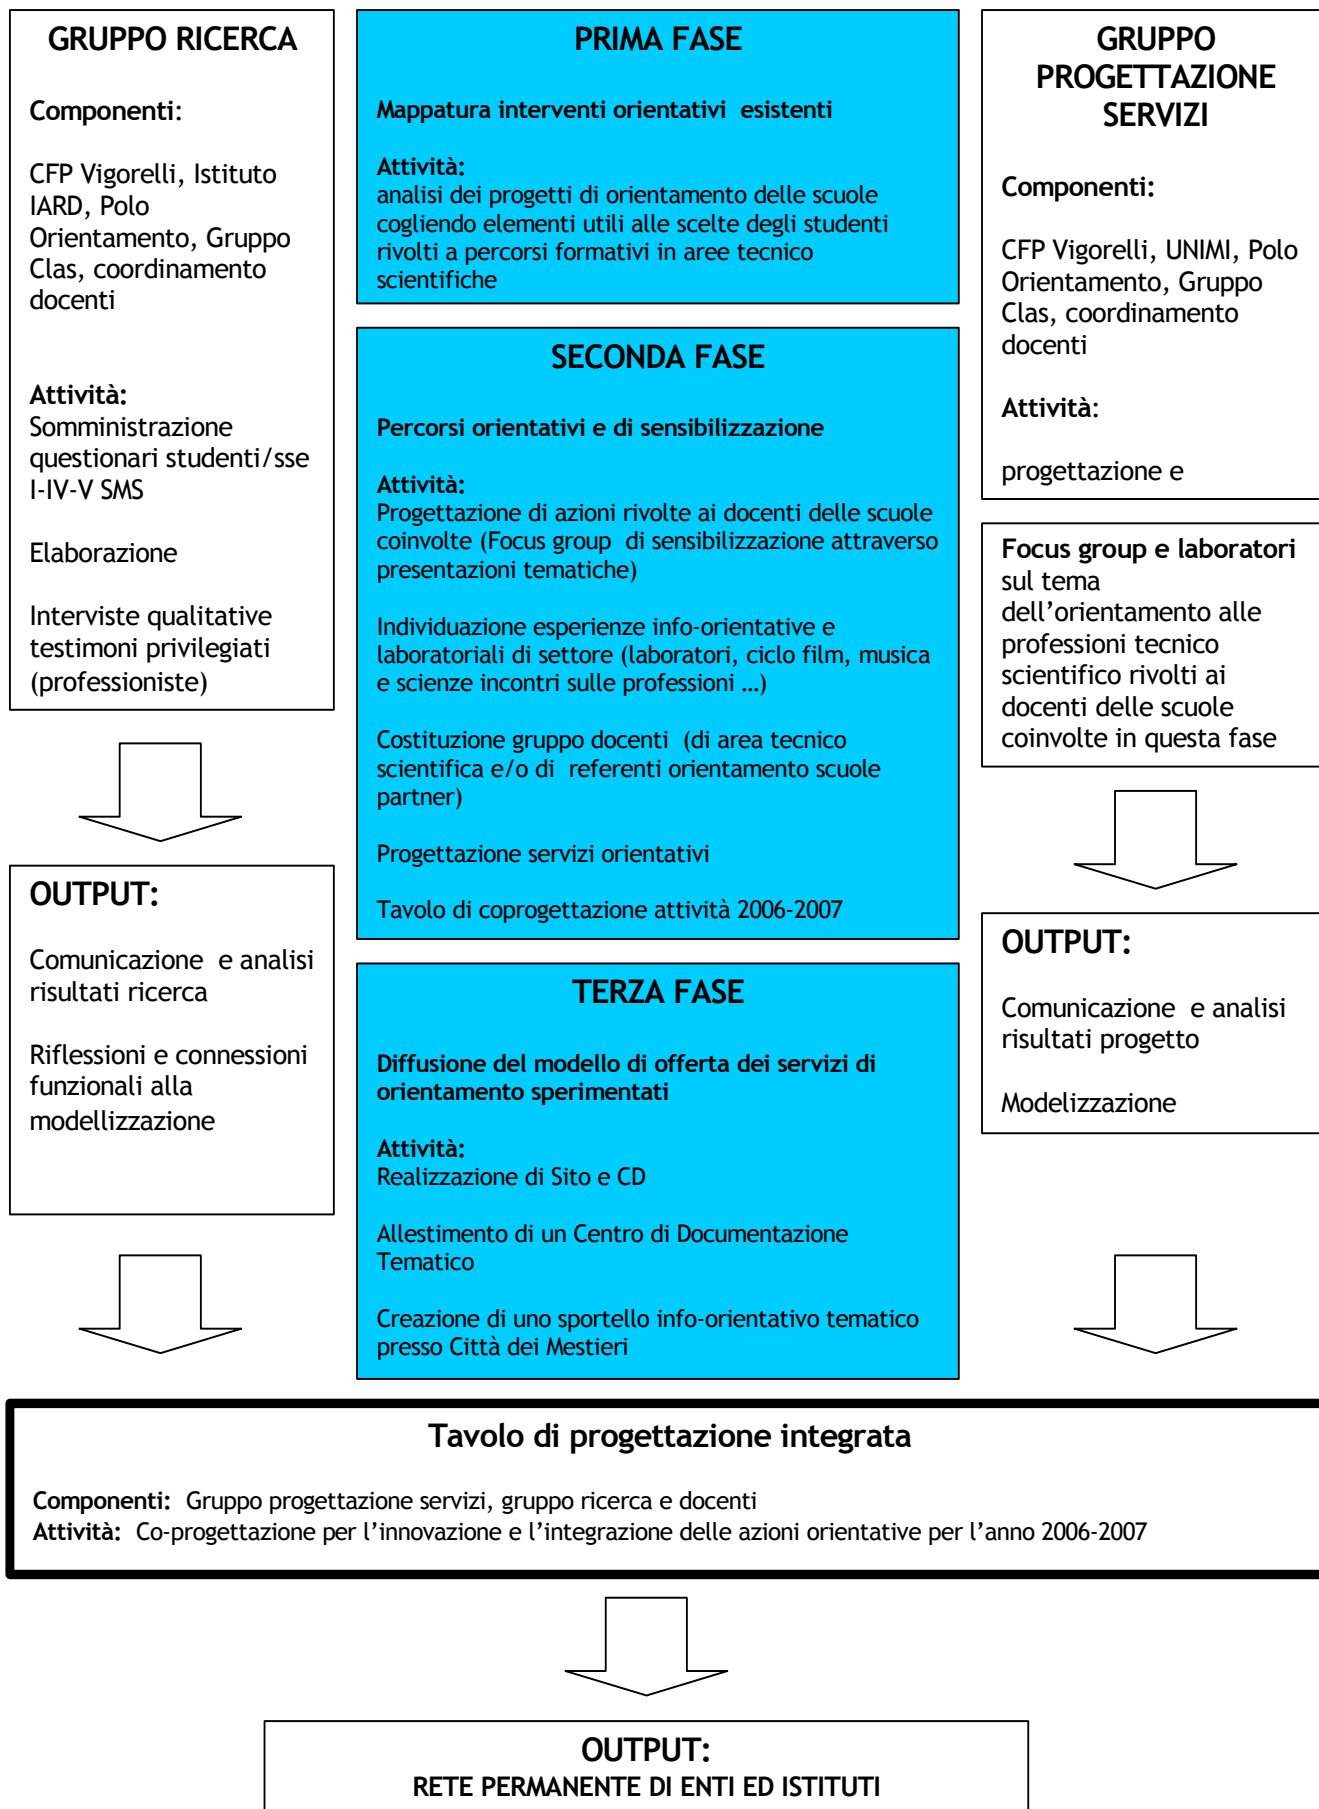 GRUPPO RICERCA
Componenti:
CFP Vigorelli, Istituto
IARD, Polo
Orientamento, Gruppo
Clas, coordinamento
docenti
Attività:
Somministrazione
questionari studenti/sse
I-IV-V SMS
Elaborazione
Interviste qualitative
testimoni privilegiati
(professioniste)
OUTPUT:
Comunicazione e analisi
risultati ricerca
Riflessioni e connessioni
funzionali alla
modellizzazione
PRIMA FASE
Mappatura interventi orientativi esistenti
Attività:
analisi dei progetti di orientamento delle scuole
cogliendo elementi utili alle scelte degli studenti
rivolti a percorsi formativi in aree tecnico
scientifiche
SECONDA FASE
Percorsi orientativi e di sensibilizzazione
Attività:
Progettazione di azioni rivolte ai docenti delle scuole
coinvolte (Focus group di sensibilizzazione attraverso
presentazioni tematiche)
Individuazione esperienze info-orientative e
laboratoriali di settore (laboratori, ciclo film, musica
e scienze incontri sulle professioni …)
Costituzione gruppo docenti (di area tecnico
scientifica e/o di referenti orientamento scuole
partner)
Progettazione servizi orientativi
Tavolo di coprogettazione attività 2006-2007
TERZA FASE
Diffusione del modello di offerta dei servizi di
orientamento sperimentati
Attività:
Realizzazione di Sito e CD
Allestimento di un Centro di Documentazione
Tematico
Creazione di uno sportello info-orientativo tematico
presso Città dei Mestieri
GRUPPO
PROGETTAZIONE
SERVIZI
Componenti:
CFP Vigorelli, UNIMI, Polo
Orientamento, Gruppo
Clas, coordinamento
docenti
Attività:
progettazione e
Focus group e laboratori
sul tema
dell’orientamento alle
professioni tecnico
scientifico rivolti ai
docenti delle scuole
coinvolte in questa fase
OUTPUT:
Comunicazione e analisi
risultati progetto
Modelizzazione
Tavolo di progettazione integrata
Componenti: Gruppo progettazione servizi, gruppo ricerca e docenti
Attività: Co-progettazione per l’innovazione e l’integrazione delle azioni orientative per l’anno 2006-2007
OUTPUT:
RETE PERMANENTE DI ENTI ED ISTITUTI